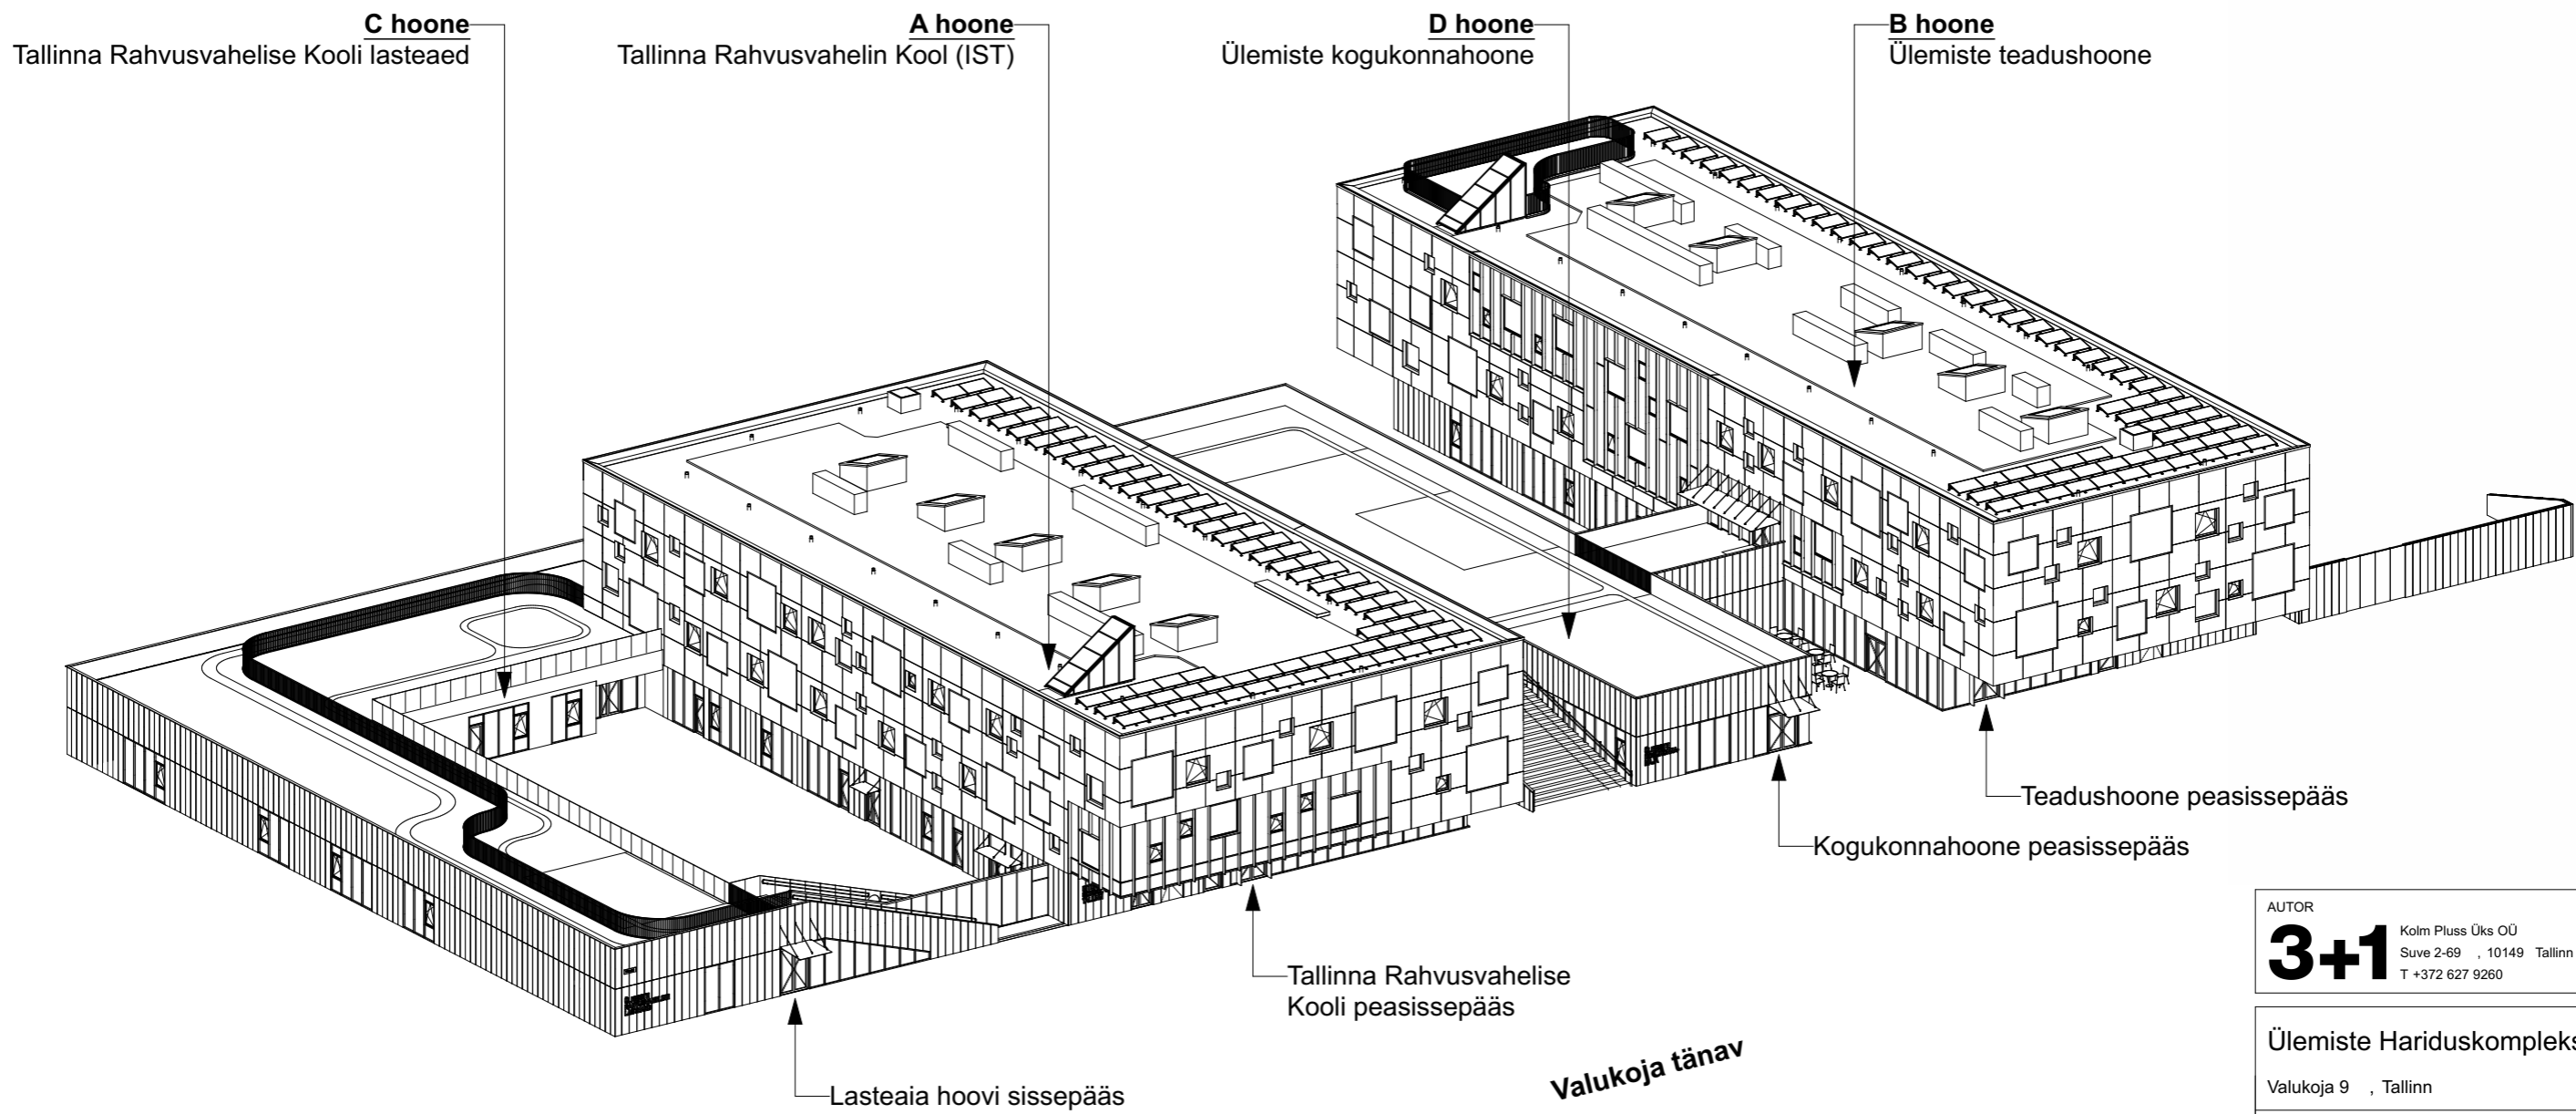 C hoone
Tallinna Rahvusvahelise Kooli lasteaed
A hoone
Tallinna Rahvusvahelin Kool (IST)
D hoone
Ülemiste kogukonnahoone
B hoone
Ülemiste teadushoone
Teadushoone peasissepääs
Kogukonnahoone peasissepääs
Tallinna Rahvusvahelise
Kooli peasissepääs
Lasteaia hoovi sissepääs
Valukoja tänav
AUTOR
3+1
Kolm Pluss Üks OÜ
Suve 2-69 , 10149 Tallinn
T +372 627 9260
Ülemiste Hariduskompleks
Valukoja 9 , Tallinn